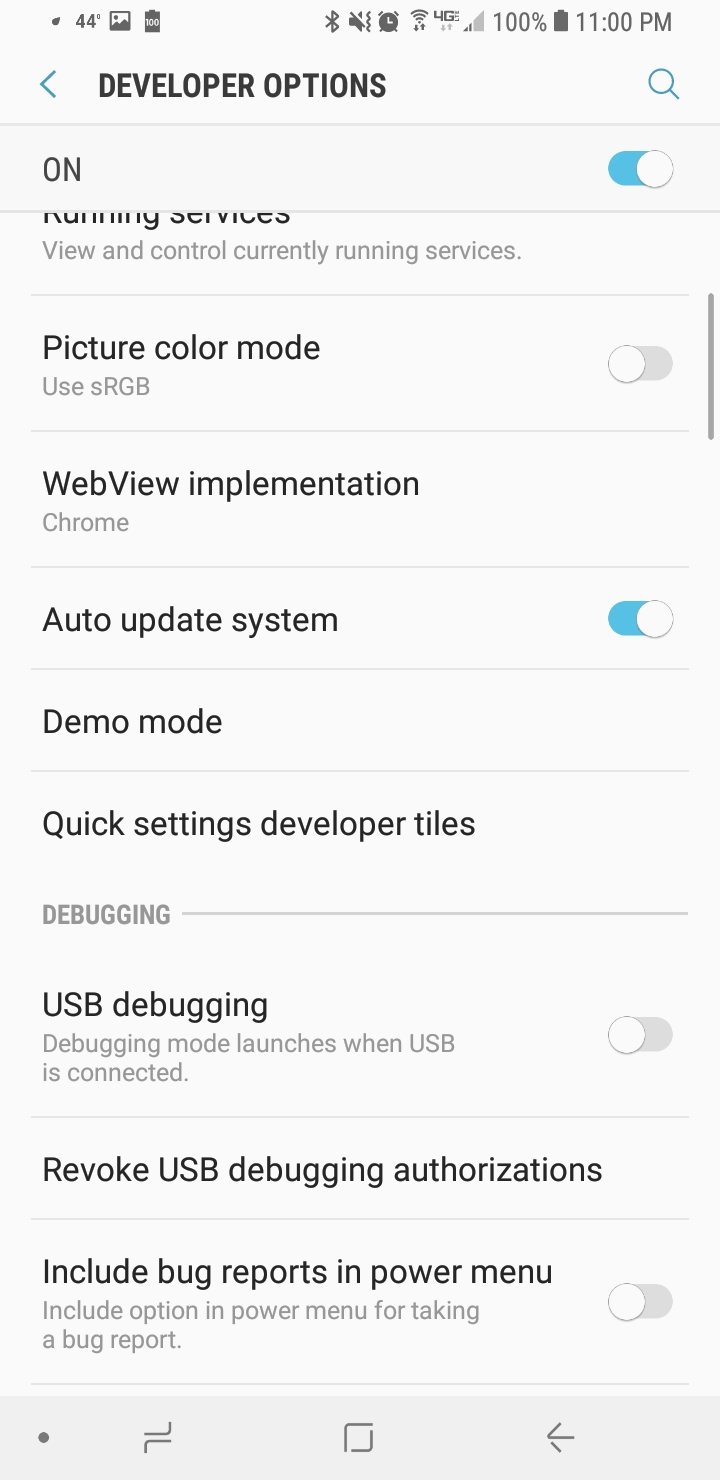 44° 100 4G 100% 11:00 PM
DEVELOPER OPTIONS
ON
Running services
View and control currently running services.
Picture color mode
Use sRGB
WebView implementation
Chrome
Auto update system
Demo mode
Quick settings developer tiles
DEBUGGING
USB debugging
Debugging mode launches when USB
is connected.
Revoke USB debugging authorizations
Include bug reports in power menu
Include option in power menu for taking
a bug report.